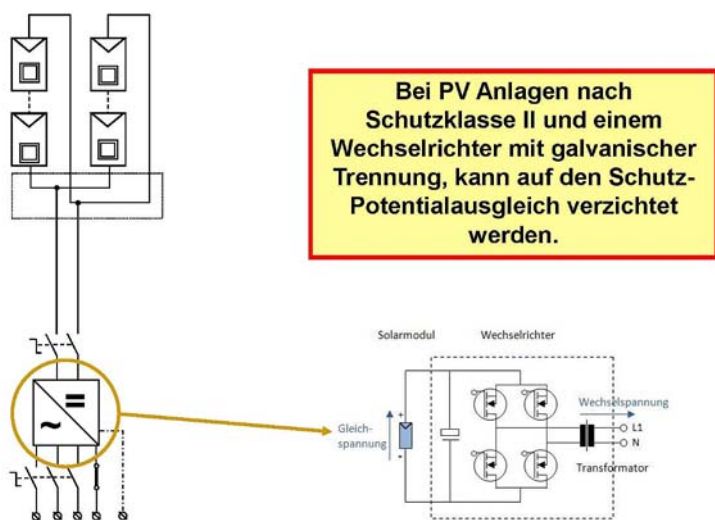 Bei PV Anlagen nach
Schutzklasse II und einem
Wechselrichter mit galvanischer
Trennung, kann auf den Schutz-
Potentialausgleich verzichtet
werden.
Solarmodul Wechselrichter
Gleich-
spannung
+
-
Wechselspannung
L1
N
Transformator
=
~